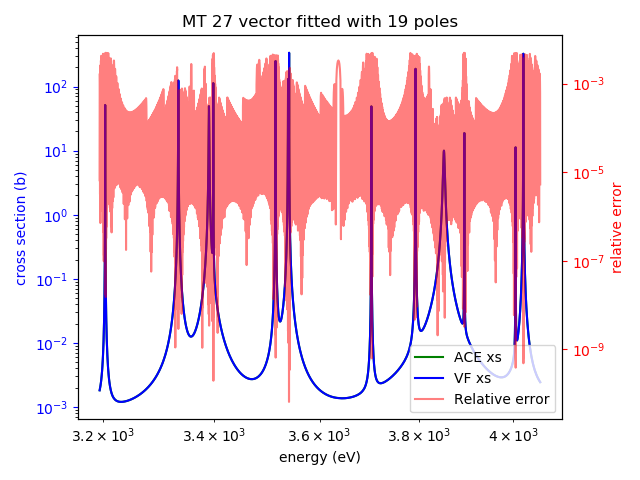 MT 27 vector fitted with 19 poles
cross section (b)
10²
10¹
10⁰
10⁻¹
10⁻²
10⁻³
10⁻³
10⁻⁵
10⁻⁷
10⁻⁹
relative error
ACE xs
VF xs
Relative error
3.2 × 10³ 3.4 × 10³ 3.6 × 10³ 3.8 × 10³ 4 × 10³
energy (eV)